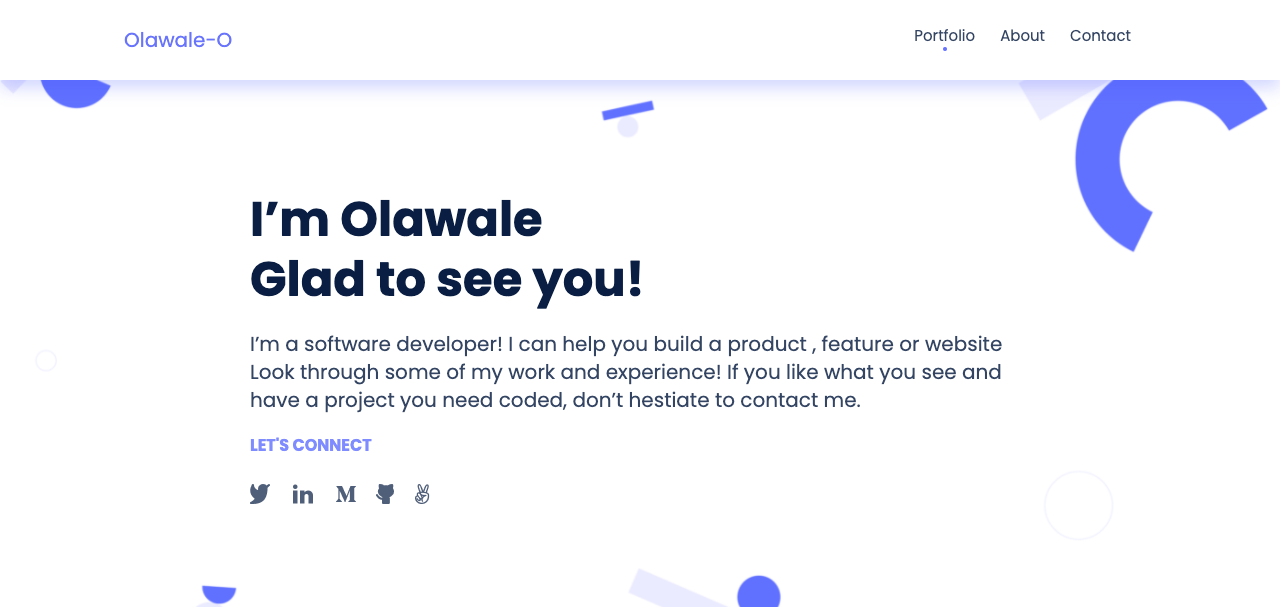 Olawale-O
Portfolio About Contact
I’m Olawale
Glad to see you!
I’m a software developer! I can help you build a product , feature or website
Look through some of my work and experience! If you like what you see and
have a project you need coded, don’t hestiate to contact me.
LET'S CONNECT